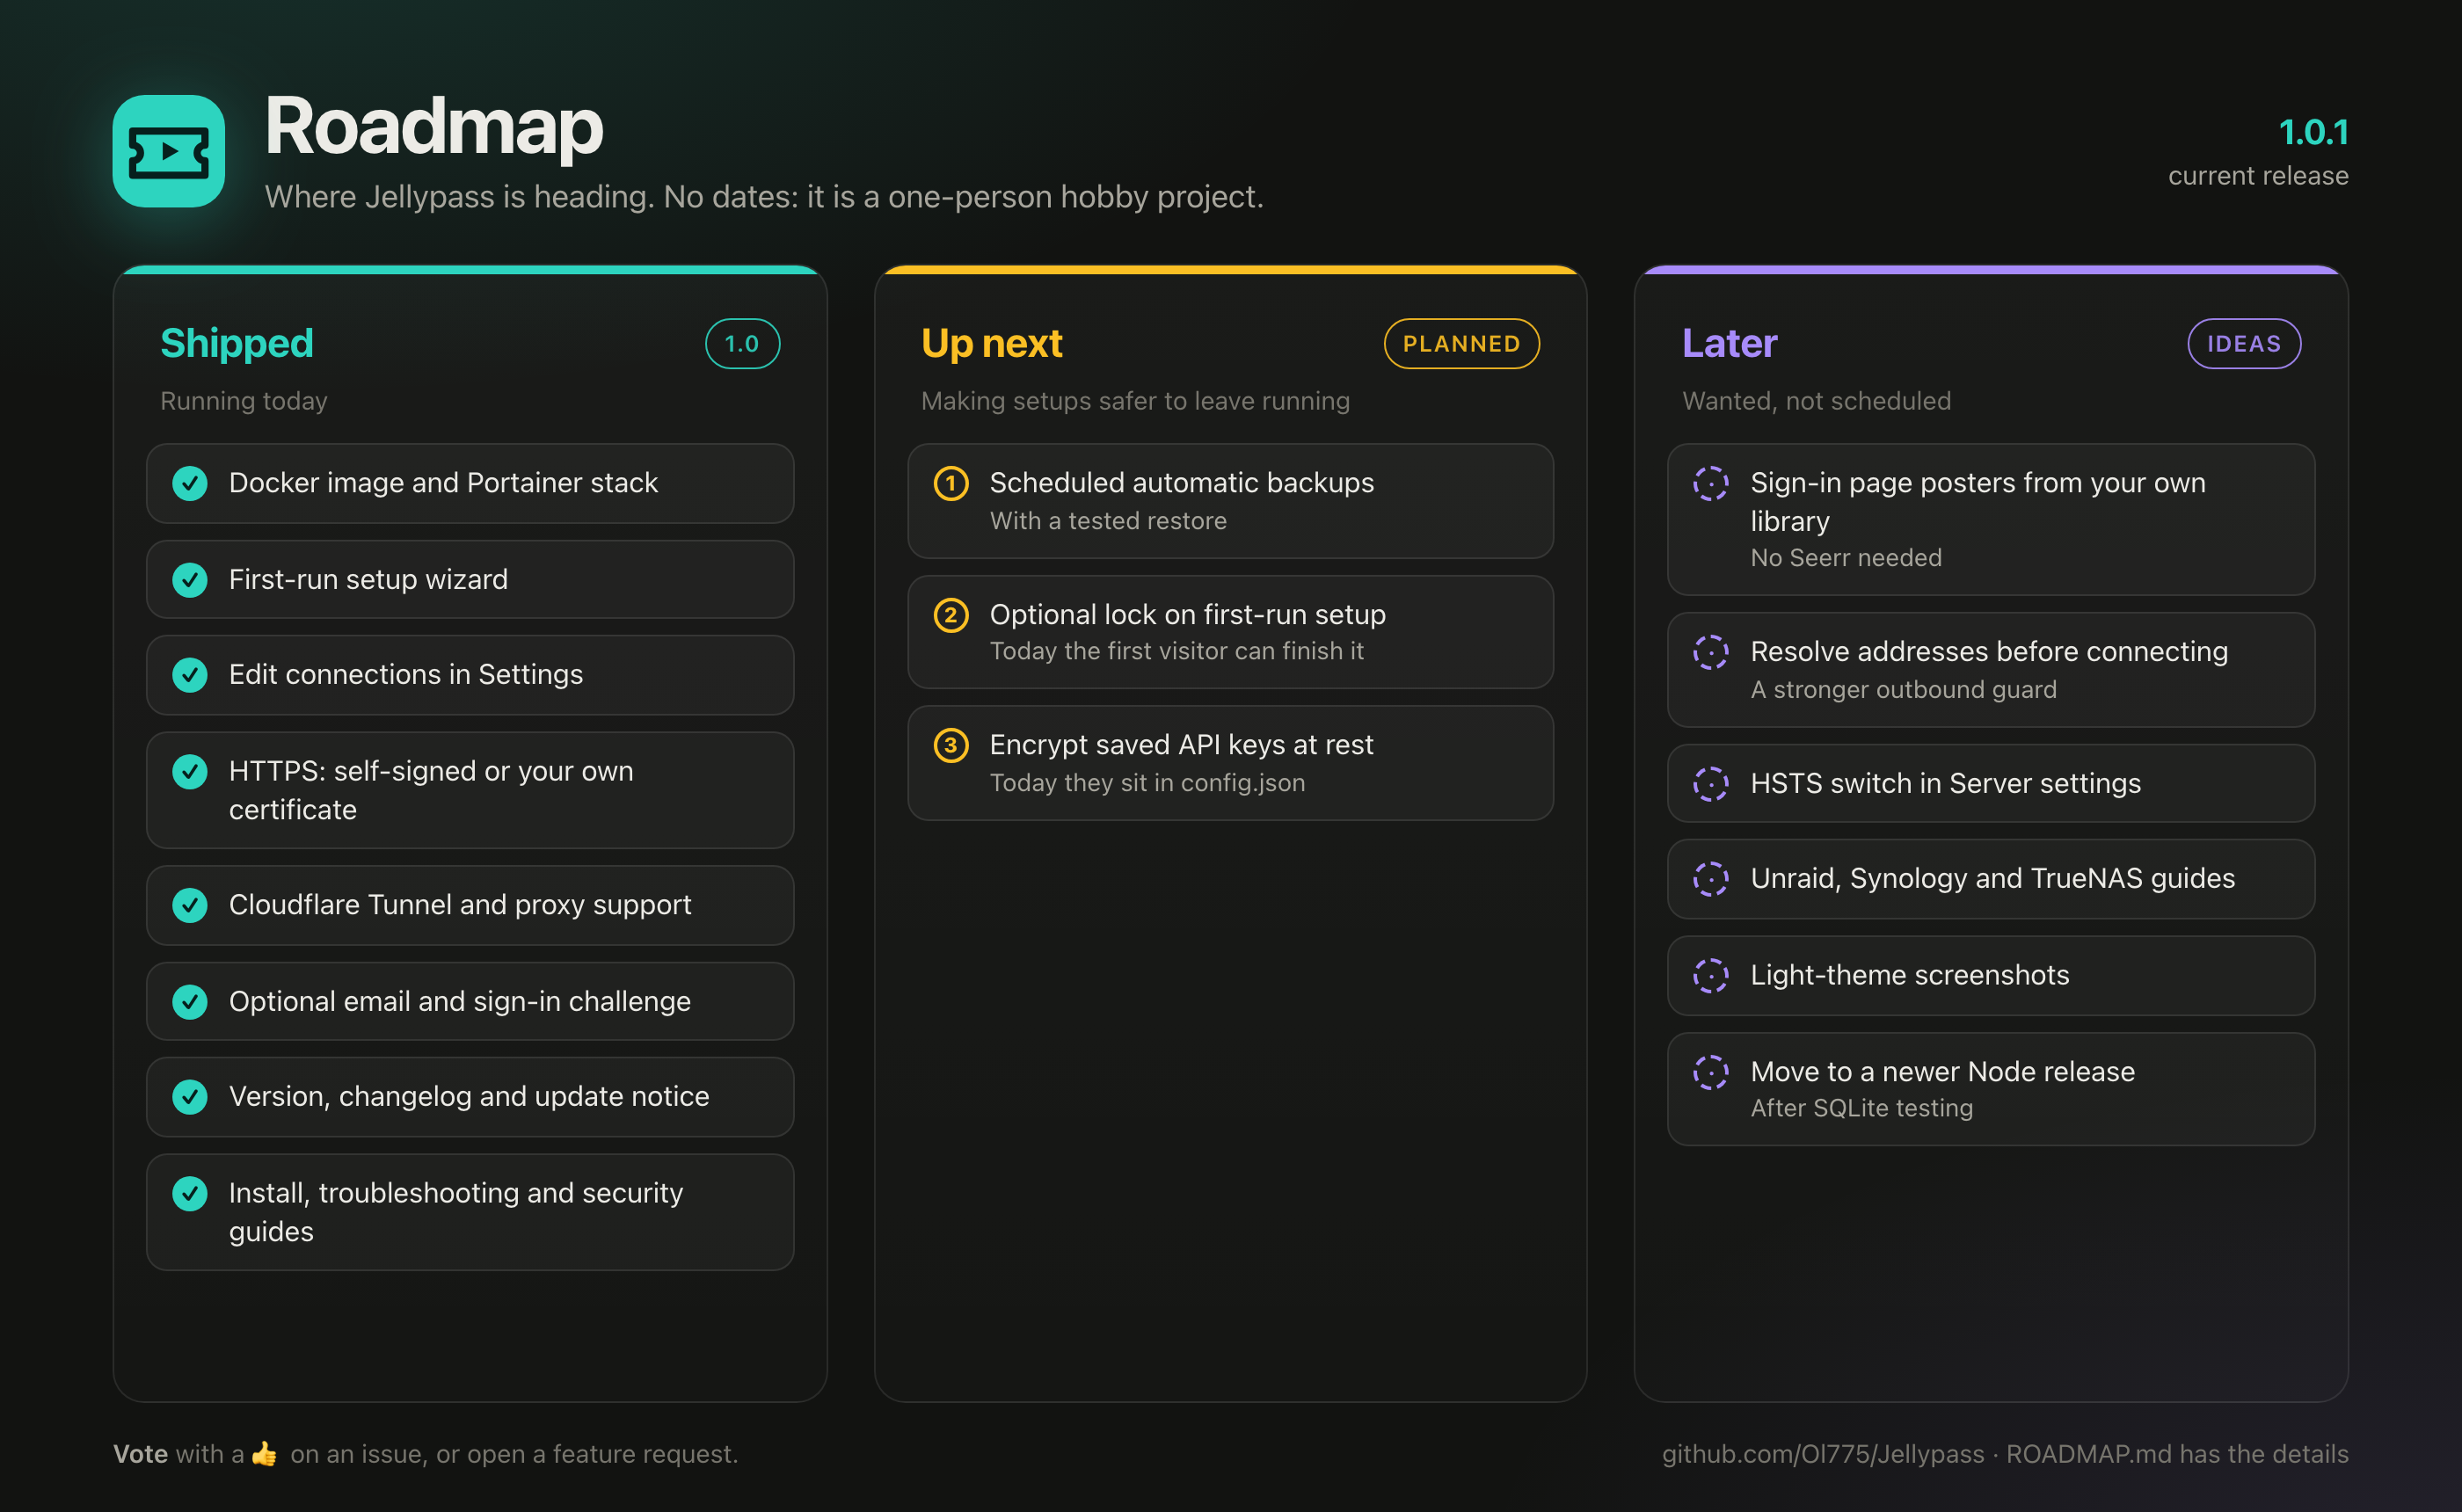 Roadmap
Where Jellypass is heading. No dates: it is a one-person hobby project.
1.0.1
current release
Shipped
1.0
Running today
Docker image and Portainer stack
First-run setup wizard
Edit connections in Settings
HTTPS: self-signed or your own
certificate
Cloudflare Tunnel and proxy support
Optional email and sign-in challenge
Version, changelog and update notice
Install, troubleshooting and security
guides
Up next
PLANNED
Making setups safer to leave running
1 Scheduled automatic backups
With a tested restore
2 Optional lock on first-run setup
Today the first visitor can finish it
3 Encrypt saved API keys at rest
Today they sit in config.json
Later
IDEAS
Wanted, not scheduled
Sign-in page posters from your own
library
No Seerr needed
Resolve addresses before connecting
A stronger outbound guard
HSTS switch in Server settings
Unraid, Synology and TrueNAS guides
Light-theme screenshots
Move to a newer Node release
After SQLite testing
Vote with a 👍 on an issue, or open a feature request.
github.com/Ol775/Jellypass · ROADMAP.md has the details